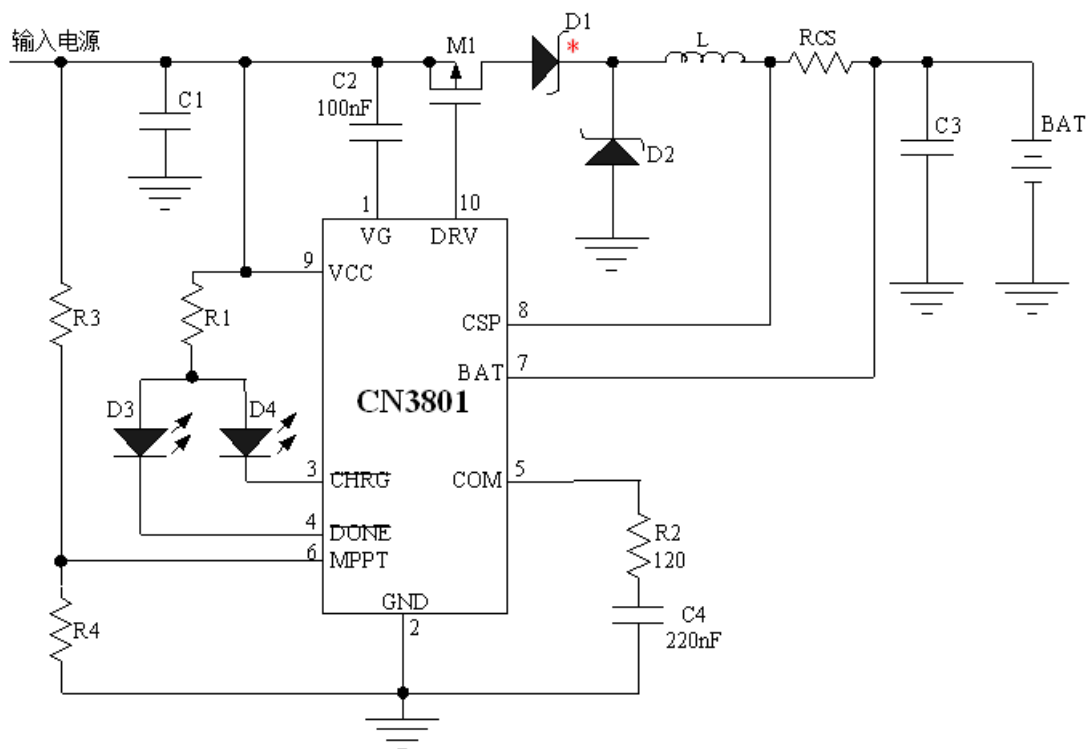 输入电源
D1
*
M1
L
RCS
C2
100nF
C1
D2
C3
BAT
1
10
VG
DRV
9
VCC
R3
R1
CSP
8
BAT
7
CN3801
D3
D4
3
CHRG
COM
5
4
DONE
6
MPPT
R2
120
GND
2
R4
C4
220nF